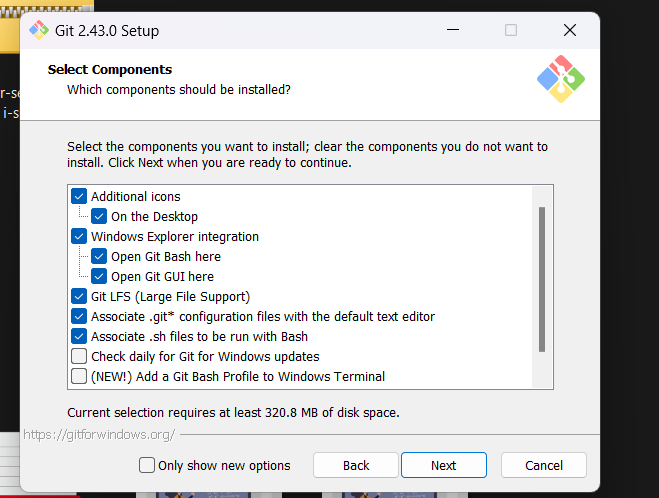 Git 2.43.0 Setup
Select Components
Which components should be installed?
Select the components you want to install; clear the components you do not want to
install. Click Next when you are ready to continue.
Additional icons
On the Desktop
Windows Explorer integration
Open Git Bash here
Open Git GUI here
Git LFS (Large File Support)
Associate .git* configuration files with the default text editor
Associate .sh files to be run with Bash
Check daily for Git for Windows updates
(NEW!) Add a Git Bash Profile to Windows Terminal
Current selection requires at least 320.8 MB of disk space.
https://gitforwindows.org/
Only show new options
Back
Next
Cancel
r-se
i-s